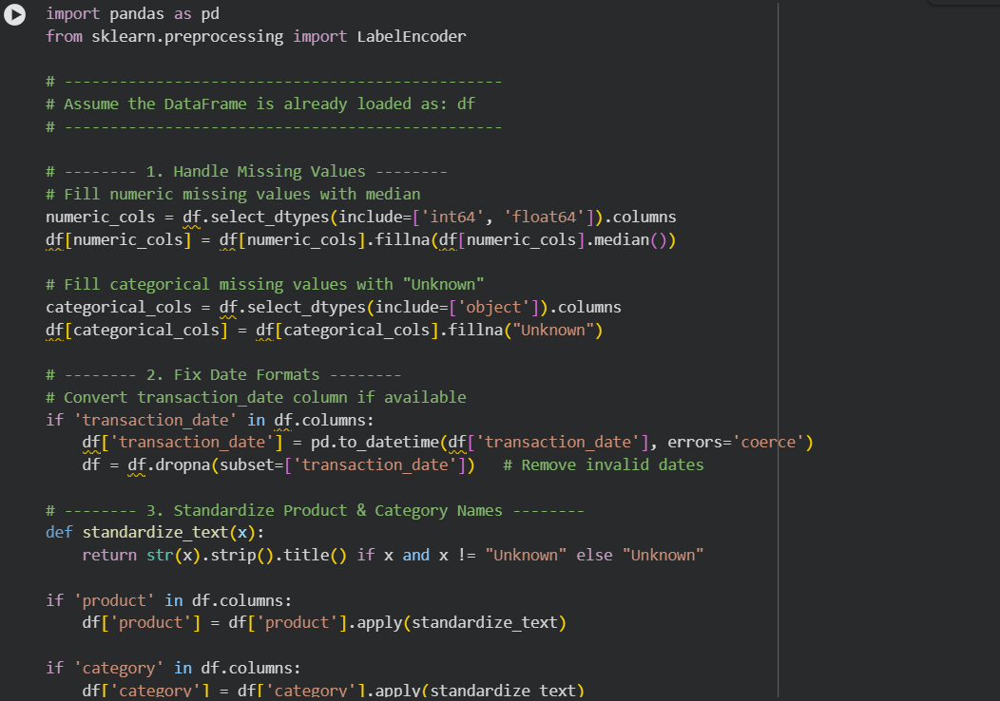 import pandas as pd
from sklearn.preprocessing import LabelEncoder
# ------------------------------------------------
# Assume the DataFrame is already loaded as: df
# ------------------------------------------------
# -------- 1. Handle Missing Values --------
# Fill numeric missing values with median
numeric_cols = df.select_dtypes(include=['int64', 'float64']).columns
df[numeric_cols] = df[numeric_cols].fillna(df[numeric_cols].median())
# Fill categorical missing values with "Unknown"
categorical_cols = df.select_dtypes(include=['object']).columns
df[categorical_cols] = df[categorical_cols].fillna("Unknown")
# -------- 2. Fix Date Formats --------
# Convert transaction_date column if available
if 'transaction_date' in df.columns:
    df['transaction_date'] = pd.to_datetime(df['transaction_date'], errors='coerce')
    df = df.dropna(subset=['transaction_date'])   # Remove invalid dates
# -------- 3. Standardize Product & Category Names --------
def standardize_text(x):
    return str(x).strip().title() if x and x != "Unknown" else "Unknown"
if 'product' in df.columns:
    df['product'] = df['product'].apply(standardize_text)
if 'category' in df.columns:
    df['category'] = df['category'].apply(standardize_text)